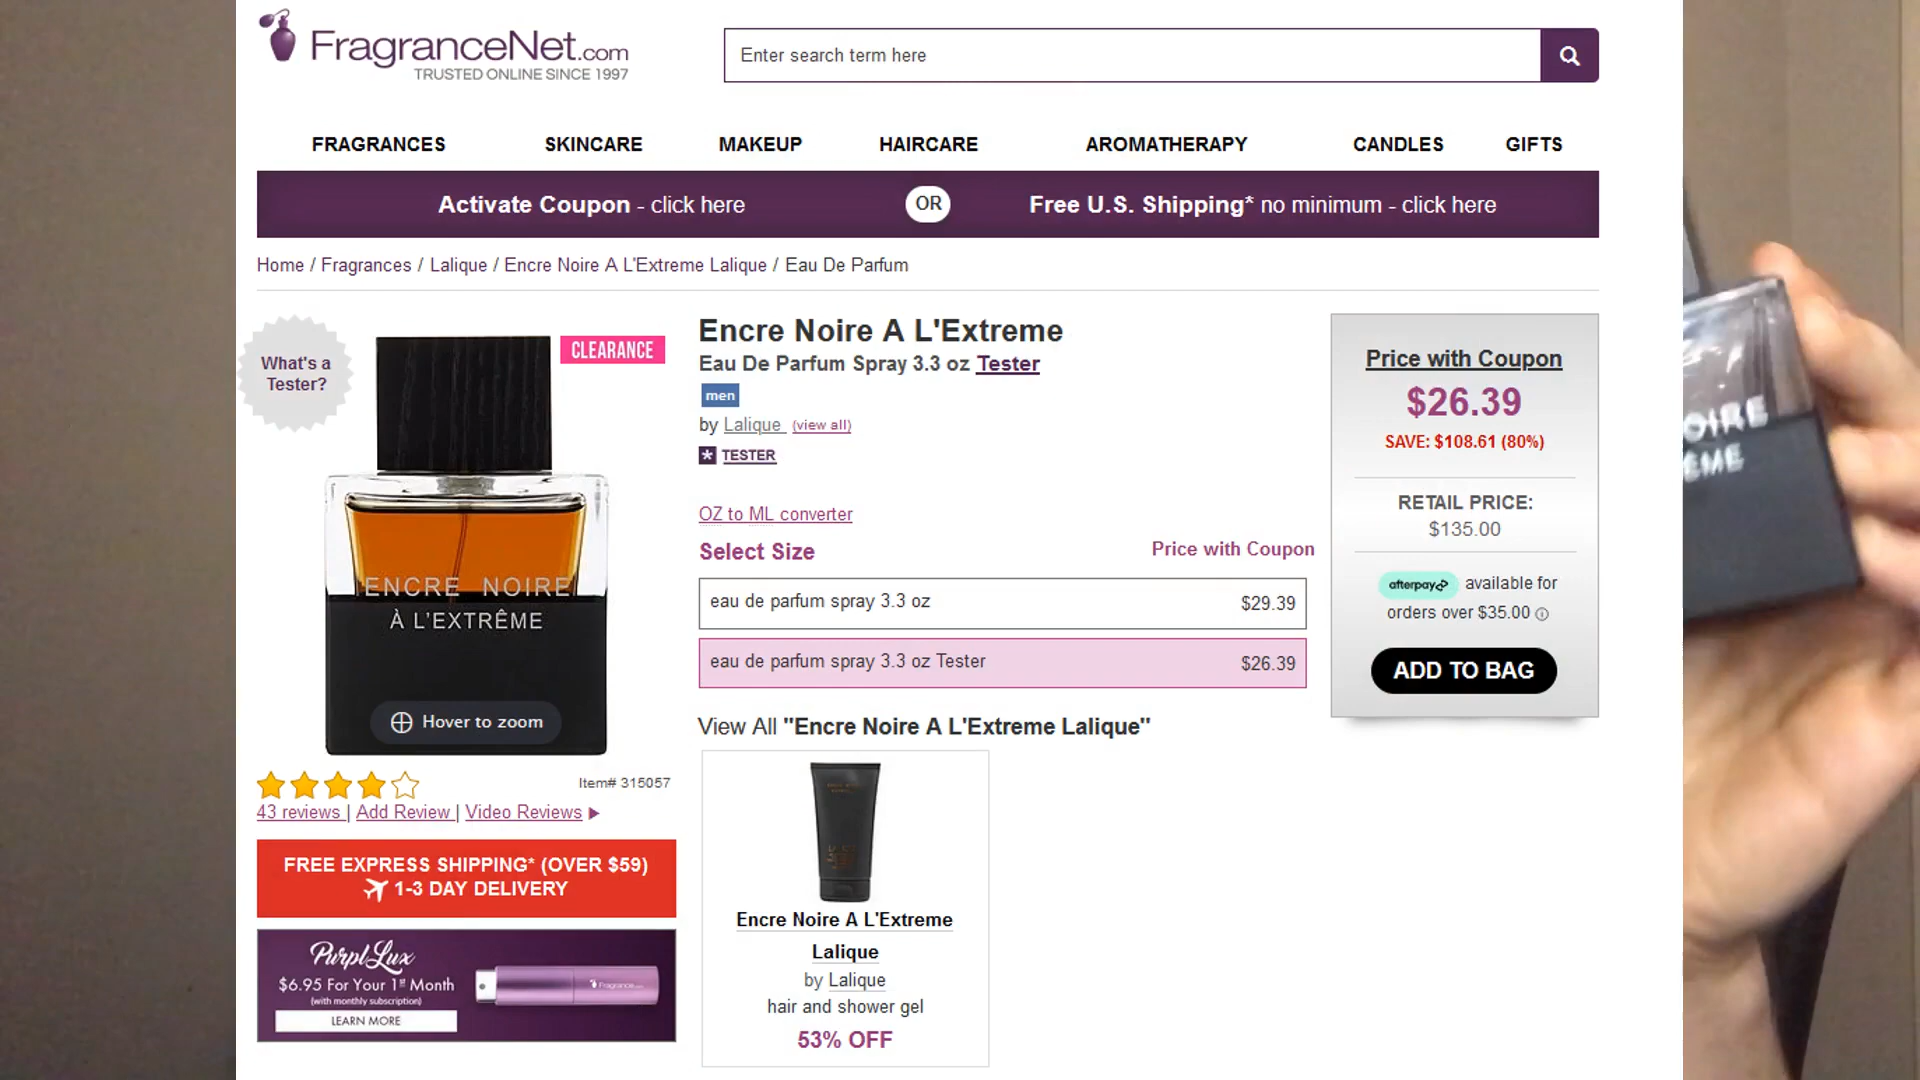 FragranceNet.com
TRUSTED ONLINE SINCE 1997
Enter search term here
FRAGRANCES SKINCARE MAKEUP HAIRCARE AROMATHERAPY CANDLES GIFTS
Activate Coupon - click here OR Free U.S. Shipping* no minimum - click here
Home / Fragrances / Lalique / Encre Noire A L'Extreme Lalique / Eau De Parfum
What's a
Tester?
CLEARANCE
ENCRE NOIRE
À L'EXTRÊME
Hover to zoom
Item# 315057
43 reviews | Add Review | Video Reviews
FREE EXPRESS SHIPPING* (OVER $59)
1-3 DAY DELIVERY
PurplLux
$6.95 For Your 1st Month
(with monthly subscription)
LEARN MORE
Encre Noire A L'Extreme
Eau De Parfum Spray 3.3 oz Tester
men
by Lalique (view all)
* TESTER
OZ to ML converter
Select Size Price with Coupon
eau de parfum spray 3.3 oz $29.39
eau de parfum spray 3.3 oz Tester $26.39
View All "Encre Noire A L'Extreme Lalique"
Encre Noire A L'Extreme
Lalique
by Lalique
hair and shower gel
53% OFF
Price with Coupon
$26.39
SAVE: $108.61 (80%)
RETAIL PRICE:
$135.00
afterpay available for
orders over $35.00
ADD TO BAG
OIRE
ÊME